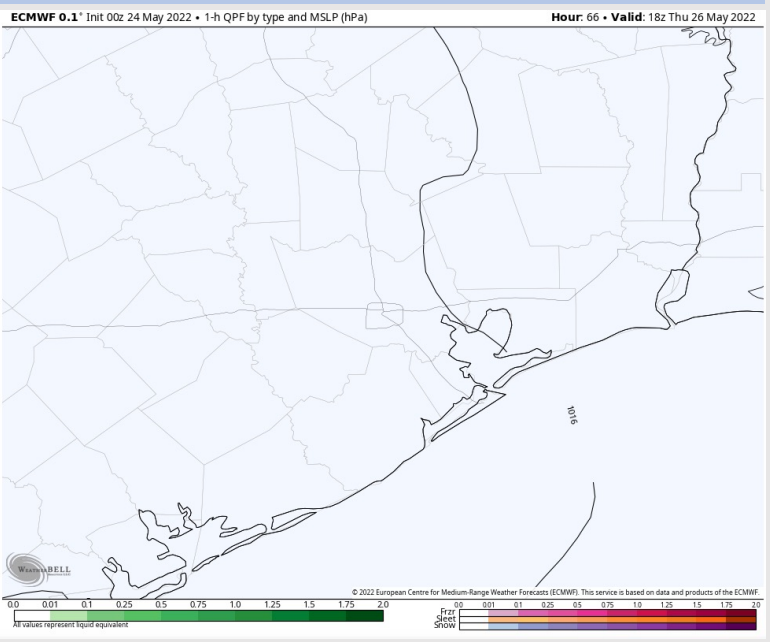 ECMWF 0.1° Init 00z 24 May 2022 • 1-h QPF by type and MSLP (hPa)
Hour: 66 • Valid: 18z Thu 26 May 2022
1016
WEATHERBELL
© 2022 European Centre for Medium-Range Weather Forecasts (ECMWF). This service is based on data and products of the ECMWF.
0.0 0.01 0.1 0.25 0.5 0.75 1.0 1.25 1.5 1.75 2.0
All values represent liquid equivalent
0.0 0.01 0.1 0.25 0.5 0.75 1.0 1.25 1.5 1.75 2.0
Frzr
Sleet
Snow